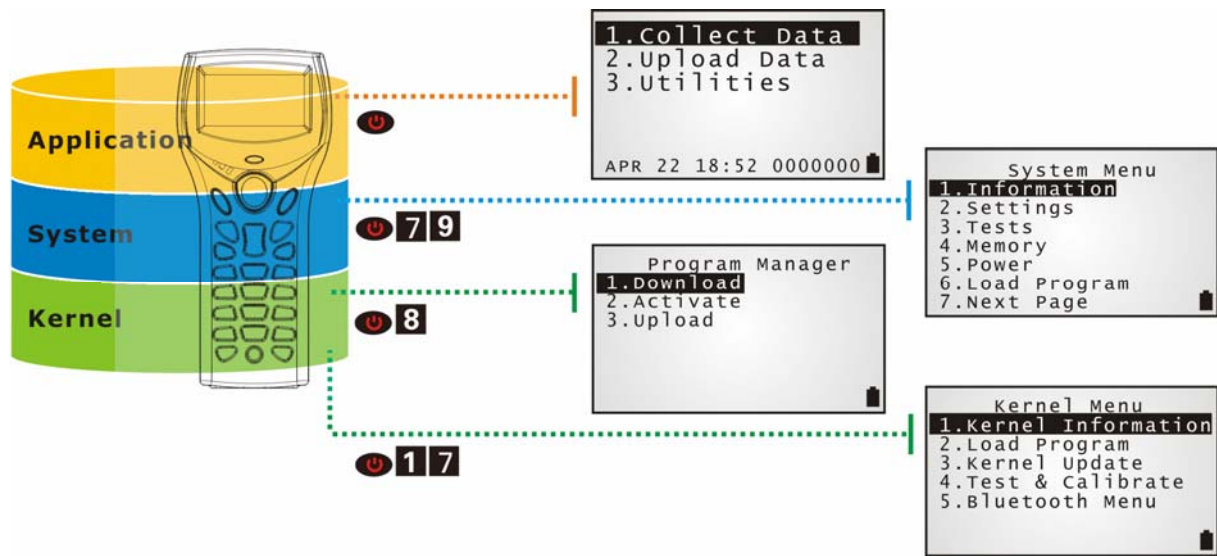 1.Collect Data
2.Upload Data
3.Utilities
APR 22 18:52 0000000
Application
System
Kernel
7 9
System Menu
1.Information
2.Settings
3.Tests
4.Memory
5.Power
6.Load Program
7.Next Page
8
Program Manager
1.Download
2.Activate
3.Upload
1 7
Kernel Menu
1.Kernel Information
2.Load Program
3.Kernel Update
4.Test & Calibrate
5.Bluetooth Menu